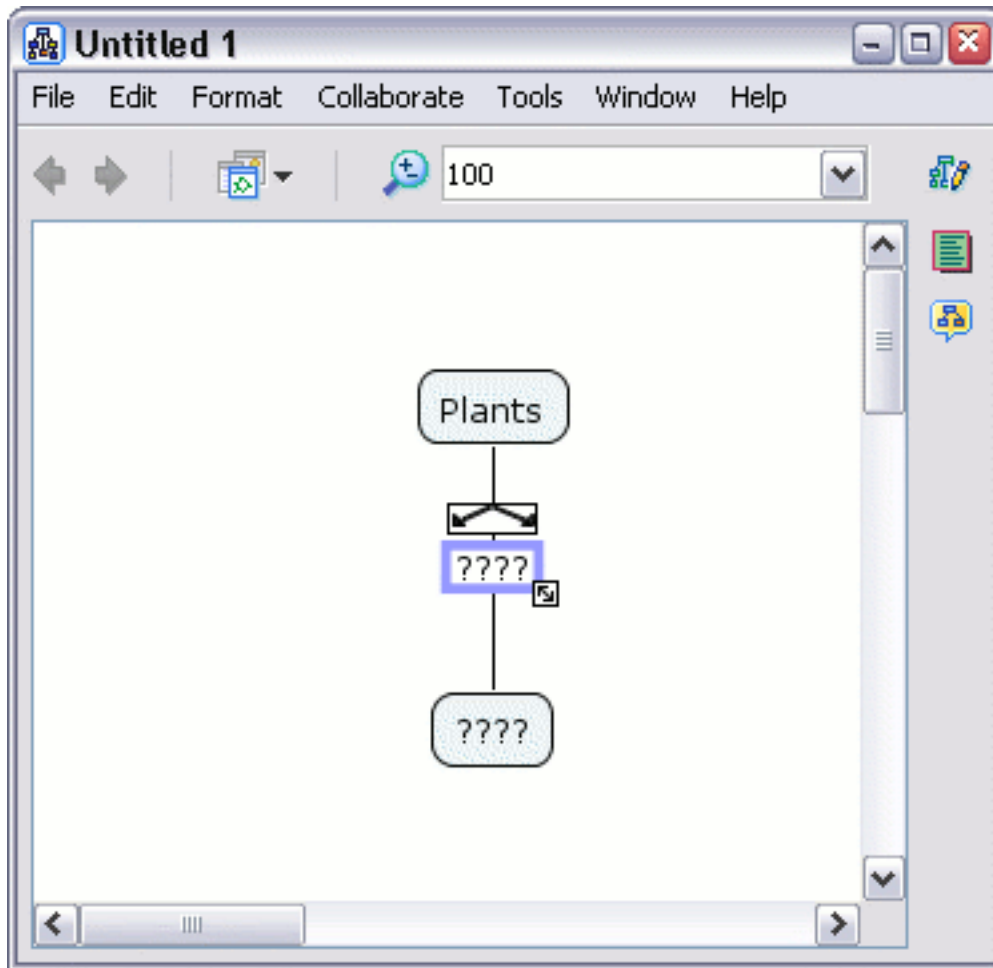 Untitled 1
File Edit Format Collaborate Tools Window Help
100
Plants
????
????